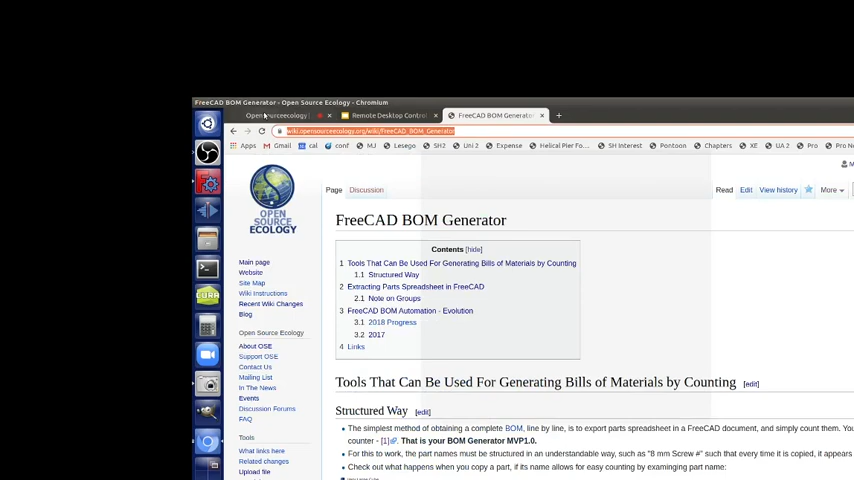 FreeCAD BOM Generator - Open Source Ecology - Chromium
Opensourceecology Remote Desktop Control FreeCAD BOM Generator
wiki.opensourceecology.org/wiki/FreeCAD_BOM_Generator
Apps Gmail cal conf MJ Lesego SH2 Uni 2 Expense Helical Pier Fo... SH Interest Pontoon Chapters XE UA 2 Pro Pro N
Page Discussion Read Edit View history More
OPEN
SOURCE
ECOLOGY
FreeCAD BOM Generator
Contents [hide]
1 Tools That Can Be Used For Generating Bills of Materials by Counting
1.1 Structured Way
2 Extracting Parts Spreadsheet in FreeCAD
2.1 Note on Groups
3 FreeCAD BOM Automation - Evolution
3.1 2018 Progress
3.2 2017
4 Links
Main page
Website
Site Map
Wiki Instructions
Recent Wiki Changes
Blog
Open Source Ecology
About OSE
Support OSE
Contact Us
Mailing List
In The News
Events
Discussion Forums
FAQ
Tools
What links here
Related changes
Upload file
Tools That Can Be Used For Generating Bills of Materials by Counting [edit]
Structured Way [edit]
The simplest method of obtaining a complete BOM, line by line, is to export parts spreadsheet in a FreeCAD document, and simply count them. You
counter - [1]. That is your BOM Generator MVP1.0.
For this to work, the part names must be structured in an understandable way, such as "8 mm Screw #" such that every time it is copied, it appears
Check out what happens when you copy a part, if its name allows for easy counting by examinging part name: